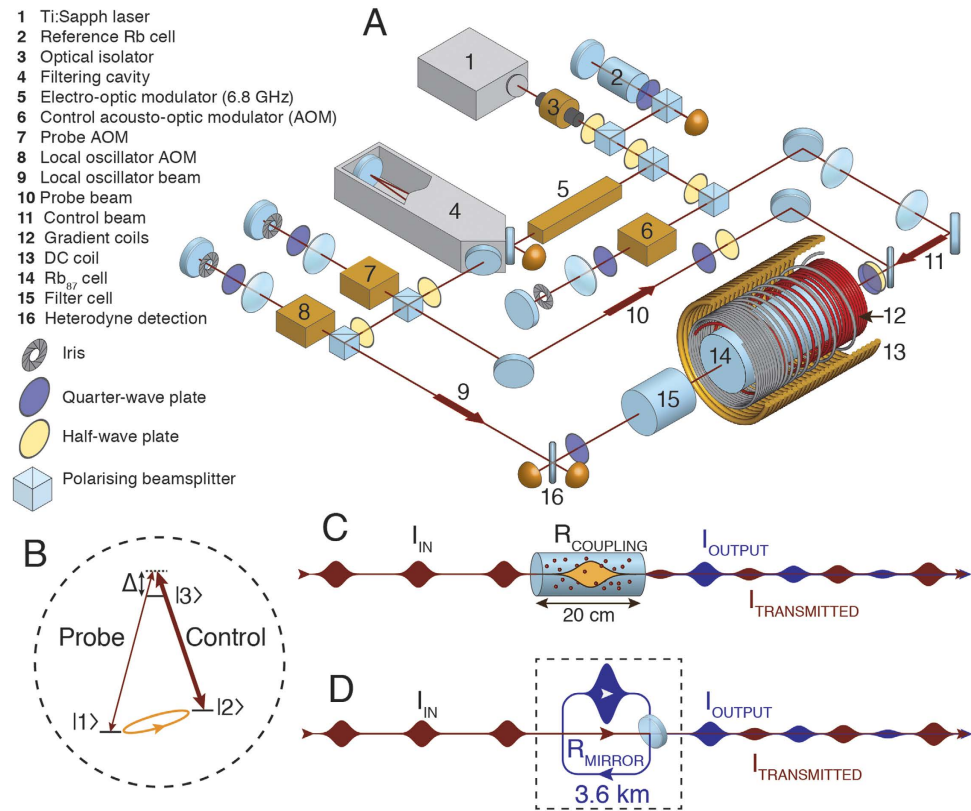 1 Ti:Sapph laser
2 Reference Rb cell
3 Optical isolator
4 Filtering cavity
5 Electro-optic modulator (6.8 GHz)
6 Control acousto-optic modulator (AOM)
7 Probe AOM
8 Local oscillator AOM
9 Local oscillator beam
10 Probe beam
11 Control beam
12 Gradient coils
13 DC coil
14 Rb87 cell
15 Filter cell
16 Heterodyne detection
Iris
Quarter-wave plate
Half-wave plate
Polarising beamsplitter
A
1
2
3
4
5
6
7
8
9
10
11
12
13
14
15
16
B
Δ
|3⟩
Probe
Control
|1⟩
|2⟩
C
IIN
RCOUPLING
20 cm
IOUTPUT
ITRANSMITTED
D
IIN
RMIRROR
3.6 km
IOUTPUT
ITRANSMITTED